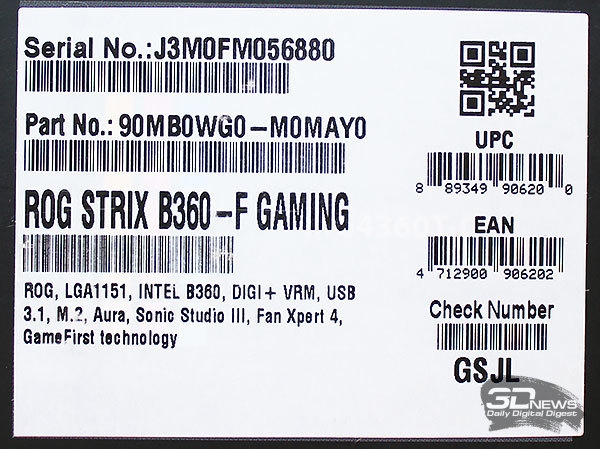 Serial No.:J3M0FM056880
Part No.: 90MB0WG0-M0MAY0
ROG STRIX B360-F GAMING
ROG, LGA1151, INTEL B360, DIGI+ VRM, USB
3.1, M.2, Aura, Sonic Studio III, Fan Xpert 4,
GameFirst technology
UPC
8 89349 90620 0
EAN
4 712900 906202
Check Number
GSJL
3DNEWS
Daily Digital Digest